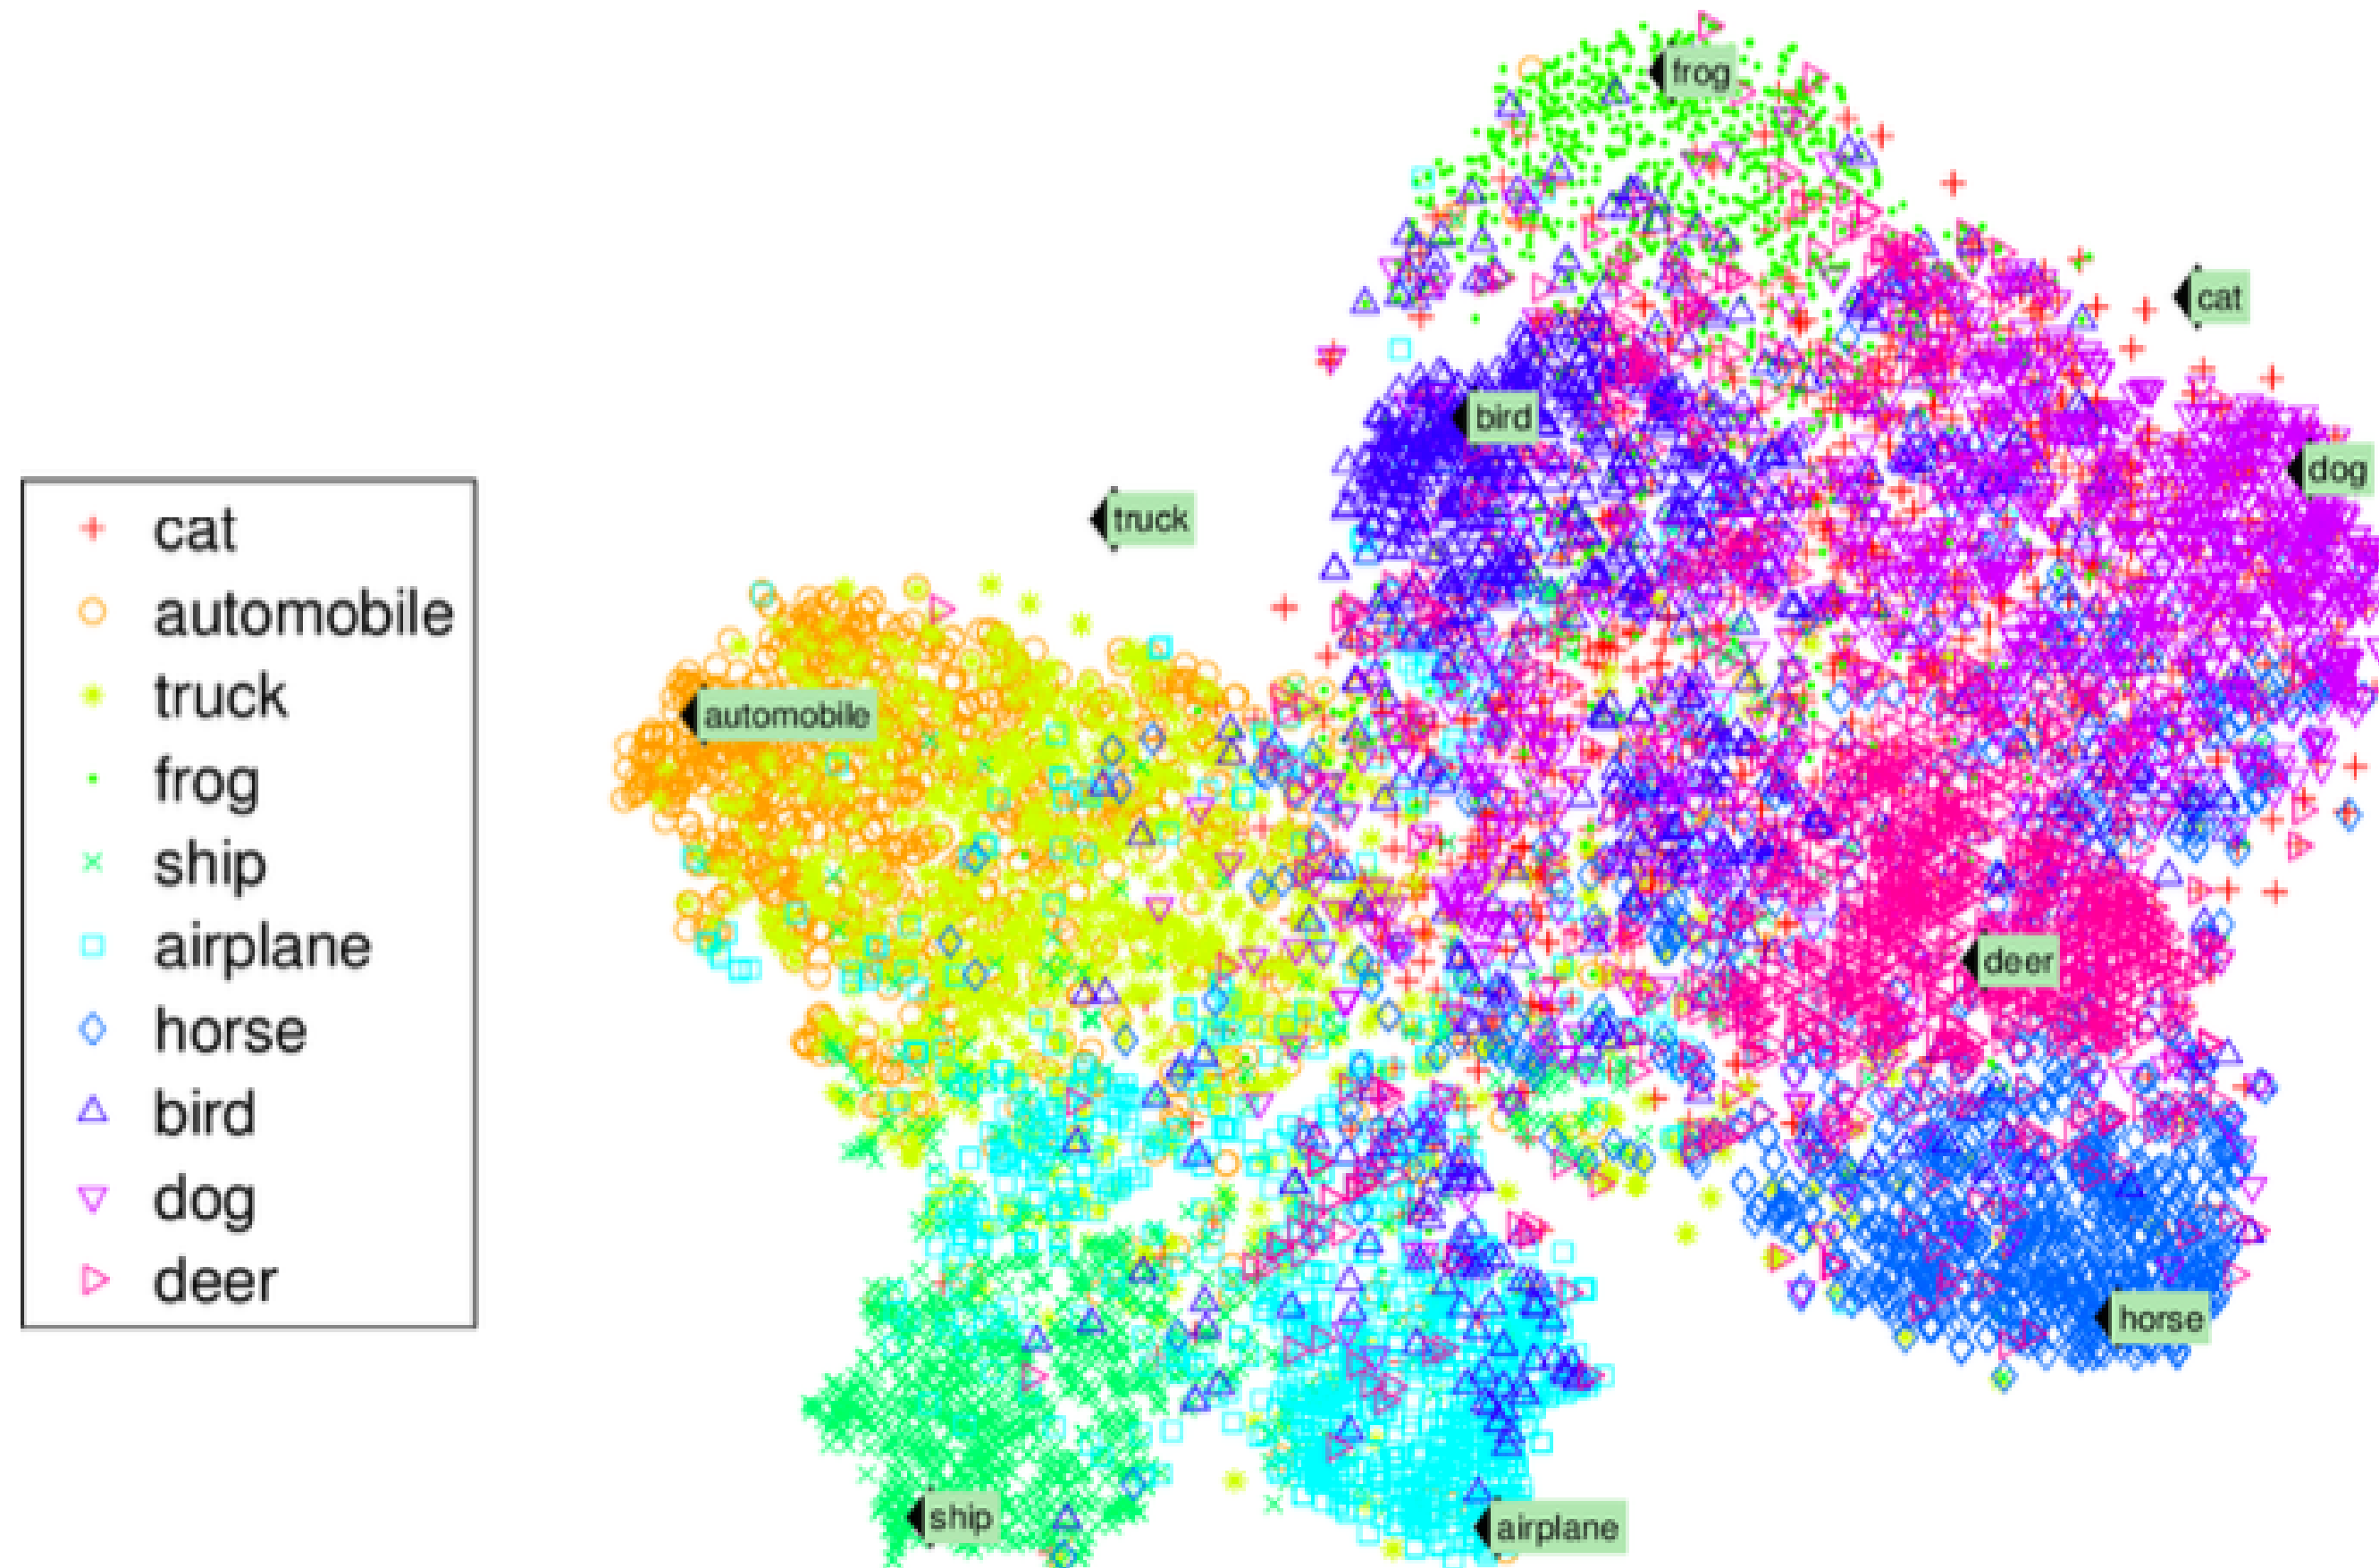 cat
automobile
truck
frog
ship
airplane
horse
bird
dog
deer
frog
cat
bird
dog
truck
automobile
deer
horse
ship
airplane